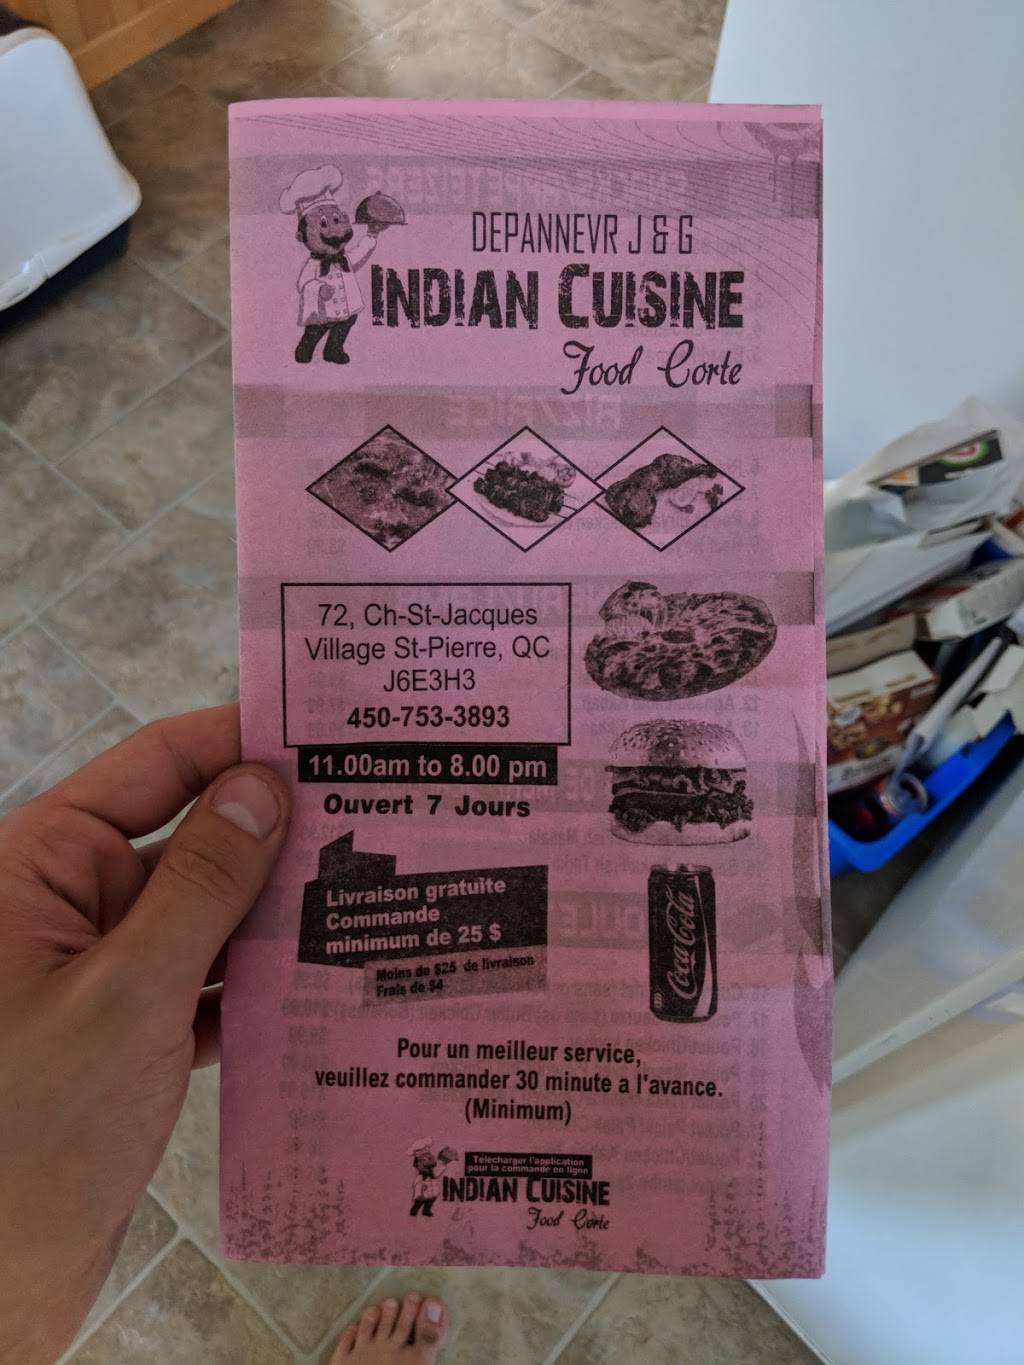 DEPANNEVR J & G
INDIAN CUISINE
Food Corte
72, Ch-St-Jacques
Village St-Pierre, QC
J6E3H3
450-753-3893
11.00am to 8.00 pm
Ouvert 7 Jours
Livraison gratuite
Commande
minimum de 25 $
Moins de $25 de livraison
Frais de $4
Coca-Cola
Pour un meilleur service,
veuillez commander 30 minute a l'avance.
(Minimum)
Telecharger l'application
pour la commande en ligne
INDIAN CUISINE
Food Corte